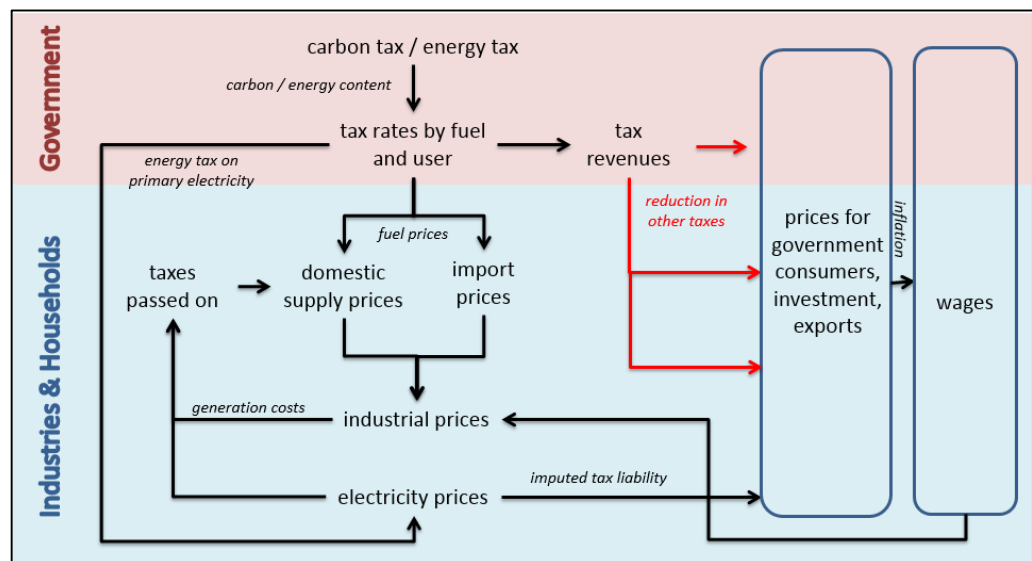 Government
carbon tax / energy tax
carbon / energy content
tax rates by fuel
and user
tax
revenues
energy tax on
primary electricity
reduction in
other taxes
Industries & Households
fuel prices
taxes
passed on
domestic
supply prices
import
prices
prices for
government
consumers,
investment,
exports
inflation
wages
generation costs
industrial prices
imputed tax liability
electricity prices